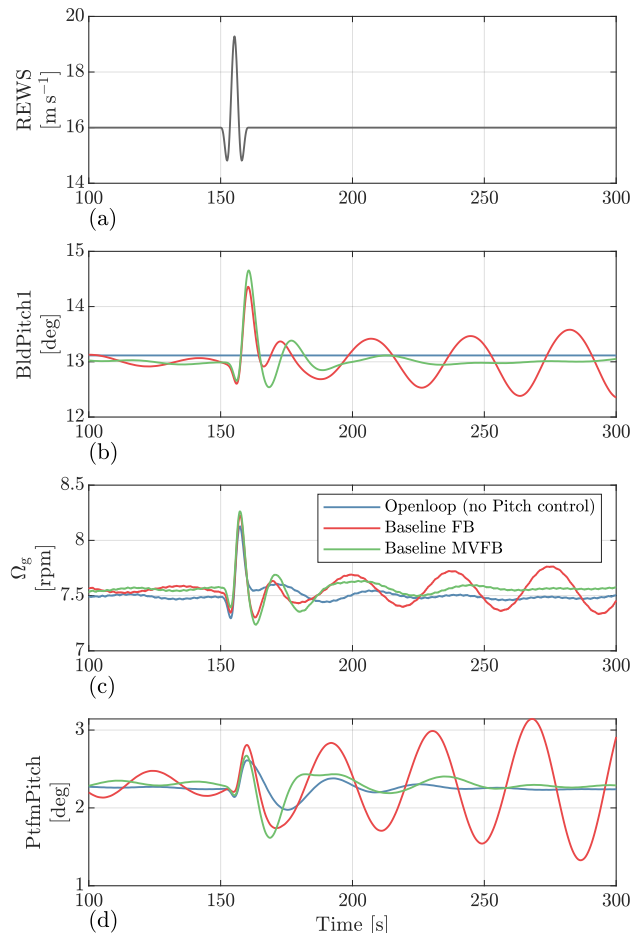 20
18
16
14
REWS
[m s⁻¹]
100 150 200 250 300
(a)
15
14
13
12
BldPitch1
[deg]
100 150 200 250 300
(b)
8.5
8
7.5
7
Ωg
[rpm]
Openloop (no Pitch control)
Baseline FB
Baseline MVFB
100 150 200 250 300
(c)
3
2
1
PtfmPitch
[deg]
100 150 200 250 300
(d)
Time [s]